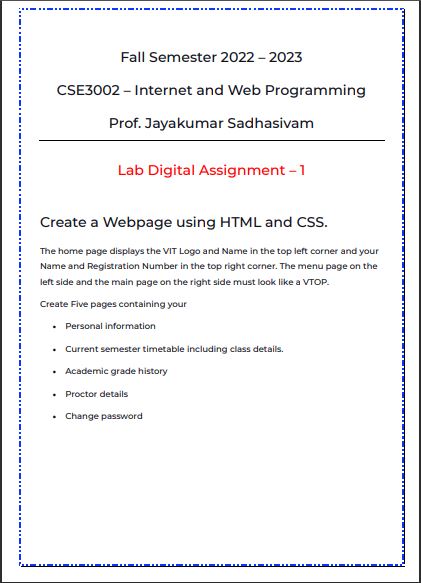 Fall Semester 2022 – 2023
CSE3002 – Internet and Web Programming
Prof. Jayakumar Sadhasivam
Lab Digital Assignment – 1
Create a Webpage using HTML and CSS.
The home page displays the VIT Logo and Name in the top left corner and your
Name and Registration Number in the top right corner. The menu page on the
left side and the main page on the right side must look like a VTOP.
Create Five pages containing your
• Personal information
• Current semester timetable including class details.
• Academic grade history
• Proctor details
• Change password